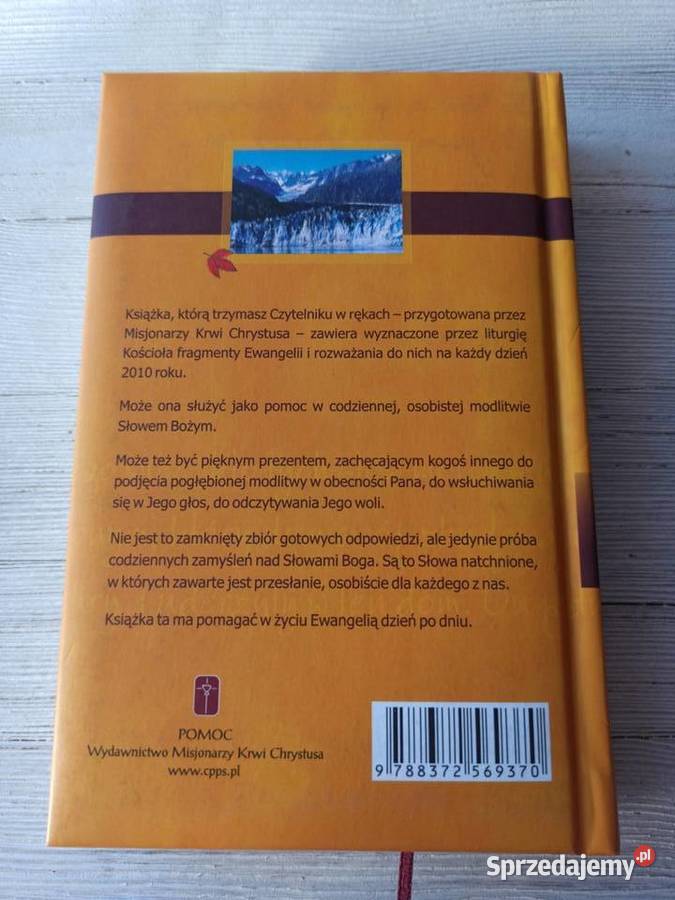 Książka, którą trzymasz Czytelniku w rękach – przygotowana przez
Misjonarzy Krwi Chrystusa – zawiera wyznaczone przez liturgię
Kościoła fragmenty Ewangelii i rozważania do nich na każdy dzień
2010 roku.
Może ona służyć jako pomoc w codziennej, osobistej modlitwie
Słowem Bożym.
Może też być pięknym prezentem, zachęcającym kogoś innego do
podjęcia pogłębionej modlitwy w obecności Pana, do wsłuchiwania
się w Jego głos, do odczytywania Jego woli.
Nie jest to zamknięty zbiór gotowych odpowiedzi, ale jedynie próba
codziennych zamyśleń nad Słowami Boga. Są to Słowa natchnione,
w których zawarte jest przesłanie, osobiście dla każdego z nas.
Książka ta ma pomagać w życiu Ewangelią dzień po dniu.
POMOC
Wydawnictwo Misjonarzy Krwi Chrystusa
www.cpps.pl
9 788372 569370
Sprzedajemy.pl